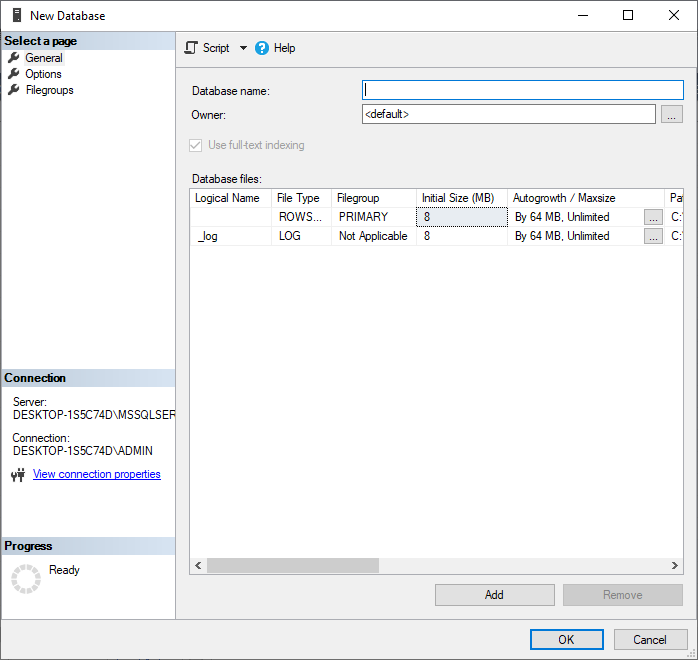 New Database
Select a page
General
Options
Filegroups
Script
Help
Database name:
Owner:
<default>
...
Use full-text indexing
Database files:
Logical Name File Type Filegroup Initial Size (MB) Autogrowth / Maxsize Pat
ROWS... PRIMARY 8 By 64 MB, Unlimited ... C:\
_log LOG Not Applicable 8 By 64 MB, Unlimited ... C:\
Connection
Server:
DESKTOP-1S5C74D\MSSQLSER
Connection:
DESKTOP-1S5C74D\ADMIN
View connection properties
Progress
Ready
Add
Remove
OK
Cancel